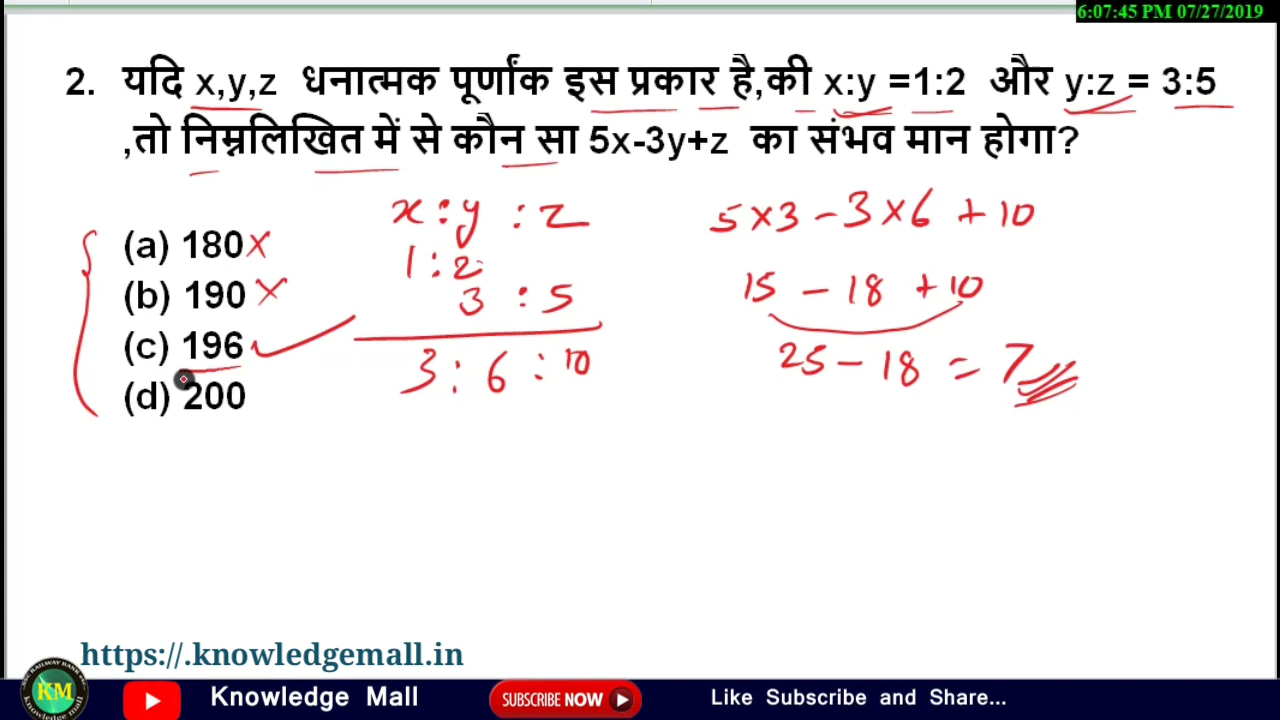 6:07:45 PM 07/27/2019
2. यदि x,y,z धनात्मक पूर्णांक इस प्रकार है,की x:y =1:2 और y:z = 3:5
,तो निम्नलिखित में से कौन सा 5x-3y+z का संभव मान होगा?
(a) 180 x
(b) 190 x
(c) 196 ✓
(d) 200
x : y : z
1 : 2
3 : 5
3 : 6 : 10
5 × 3 - 3 × 6 + 10
15 - 18 + 10
25 - 18 = 7
https://.knowledgemall.in
KM
Knowledge Mall
SUBSCRIBE NOW
Like Subscribe and Share...